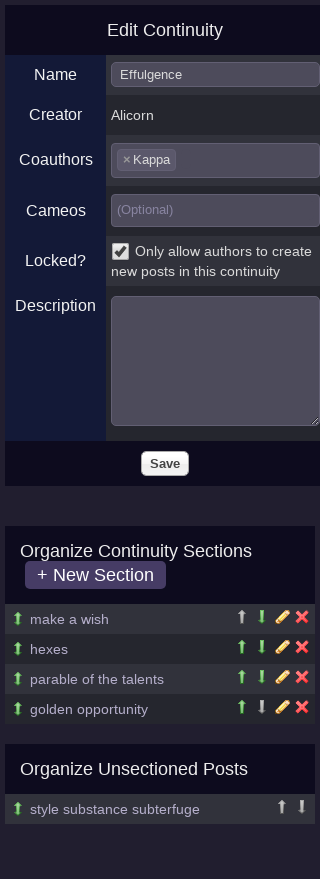 Edit Continuity
Name
Effulgence
Creator
Alicorn
Coauthors
×Kappa
Cameos
(Optional)
Locked?
Only allow authors to create
new posts in this continuity
Description
Save
Organize Continuity Sections
+ New Section
make a wish
hexes
parable of the talents
golden opportunity
Organize Unsectioned Posts
style substance subterfuge